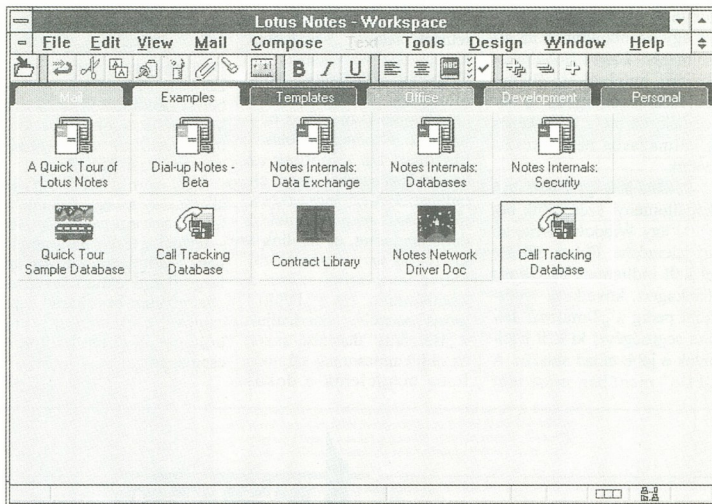 Lotus Notes - Workspace
File Edit View Mail Compose Text Tools Design Window Help
B I U ABC
Mail Examples Templates Office Development Personal
A Quick Tour of Lotus Notes
Dial-up Notes - Beta
Notes Internals: Data Exchange
Notes Internals: Databases
Notes Internals: Security
Quick Tour Sample Database
Call Tracking Database
Contract Library
Notes Network Driver Doc
Call Tracking Database